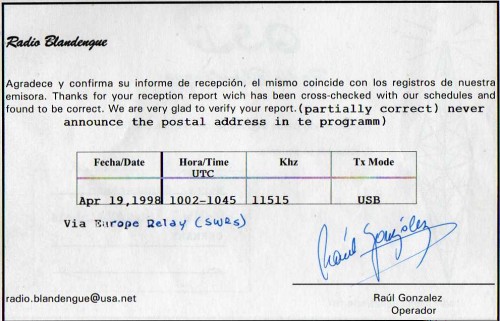 Radio Blandengue
Agradece y confirma su informe de recepción, el mismo coincide con los registros de nuestra
emisora. Thanks for your reception report wich has been cross-checked with our schedules and
found to be correct. We are very glad to verify your report. (partially correct) never
announce the postal address in te programm)
Fecha/Date Hora/Time UTC Khz Tx Mode
Apr 19,1998 1002-1045 11515 USB
Via Europe Relay (SWRS)
Raúl González
radio.blandengue@usa.net Raúl Gonzalez
Operador